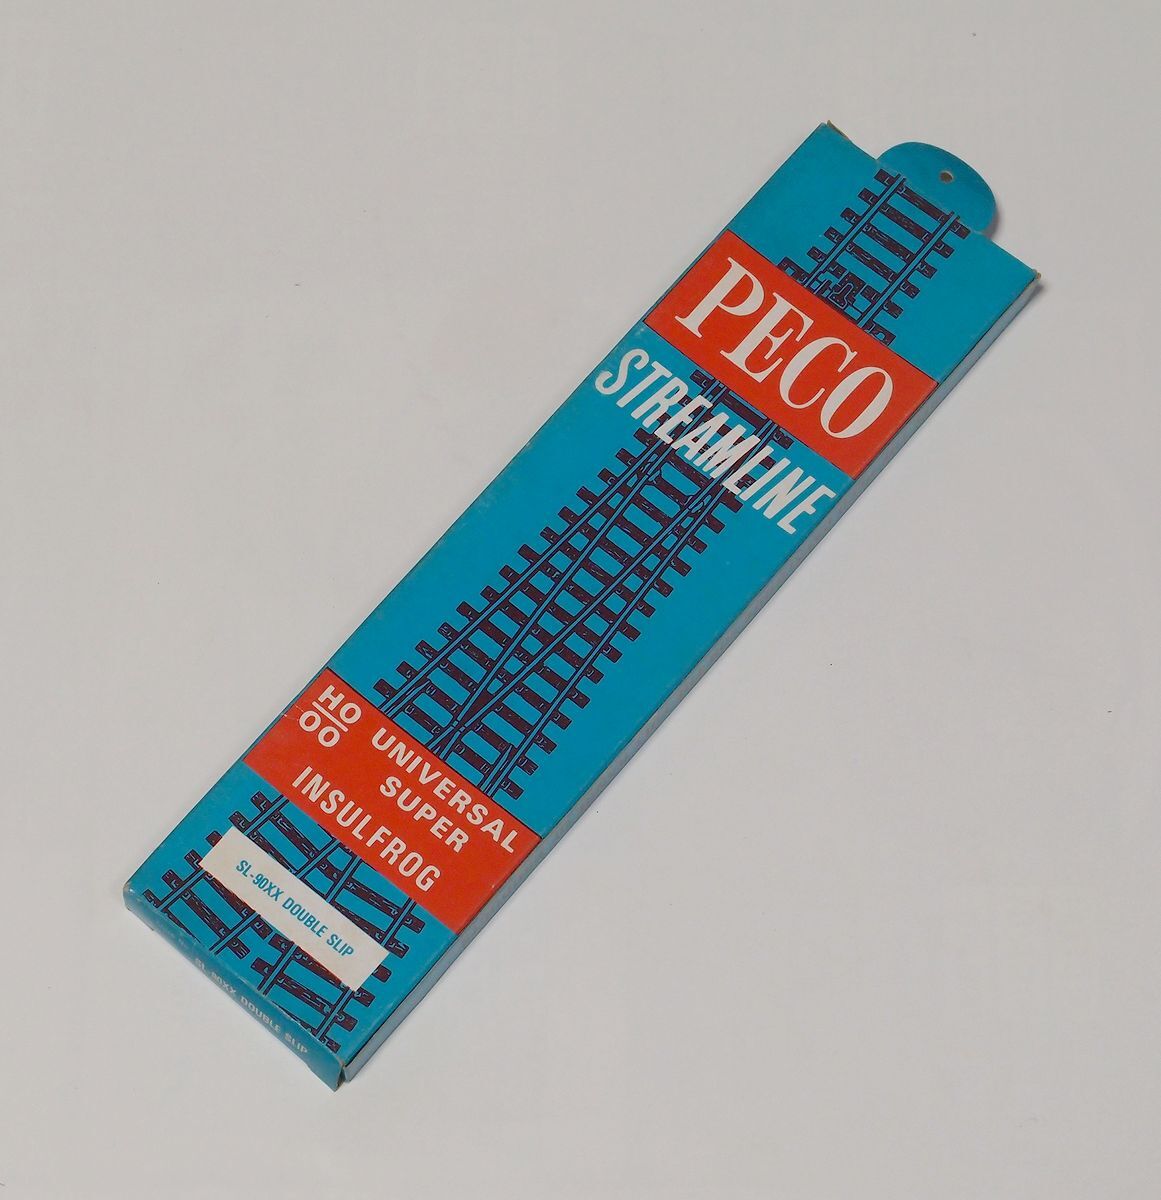 PECO
STREAMLINE
HO
OO
UNIVERSAL
SUPER
INSULFROG
SL-90XX DOUBLE SLIP
SL-90XX DOUBLE SLIP